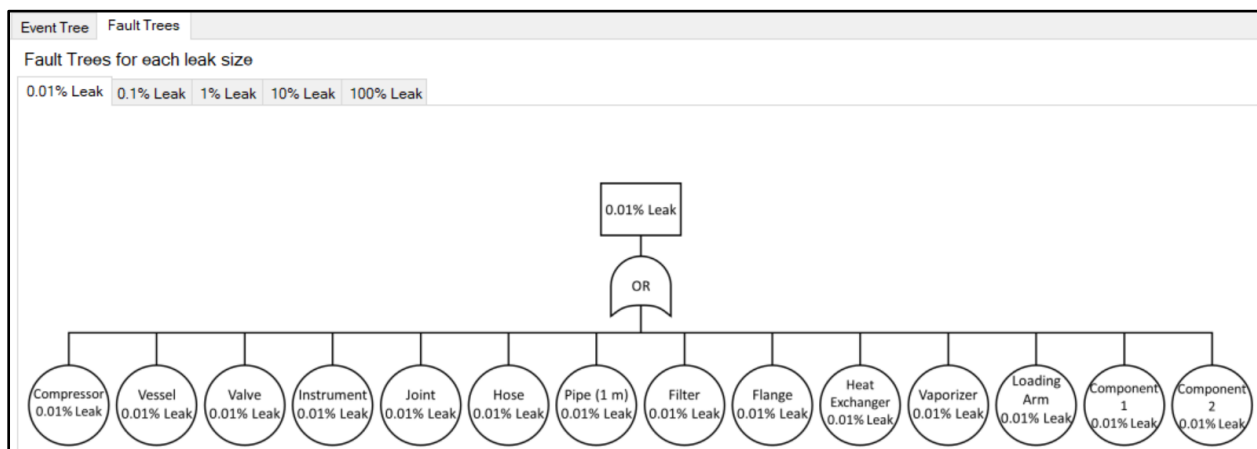 Event Tree
Fault Trees
Fault Trees for each leak size
0.01% Leak
0.1% Leak
1% Leak
10% Leak
100% Leak
0.01% Leak
OR
Compressor
0.01% Leak
Vessel
0.01% Leak
Valve
0.01% Leak
Instrument
0.01% Leak
Joint
0.01% Leak
Hose
0.01% Leak
Pipe (1 m)
0.01% Leak
Filter
0.01% Leak
Flange
0.01% Leak
Heat
Exchanger
0.01% Leak
Vaporizer
0.01% Leak
Loading
Arm
0.01% Leak
Component
1
0.01% Leak
Component
2
0.01% Leak